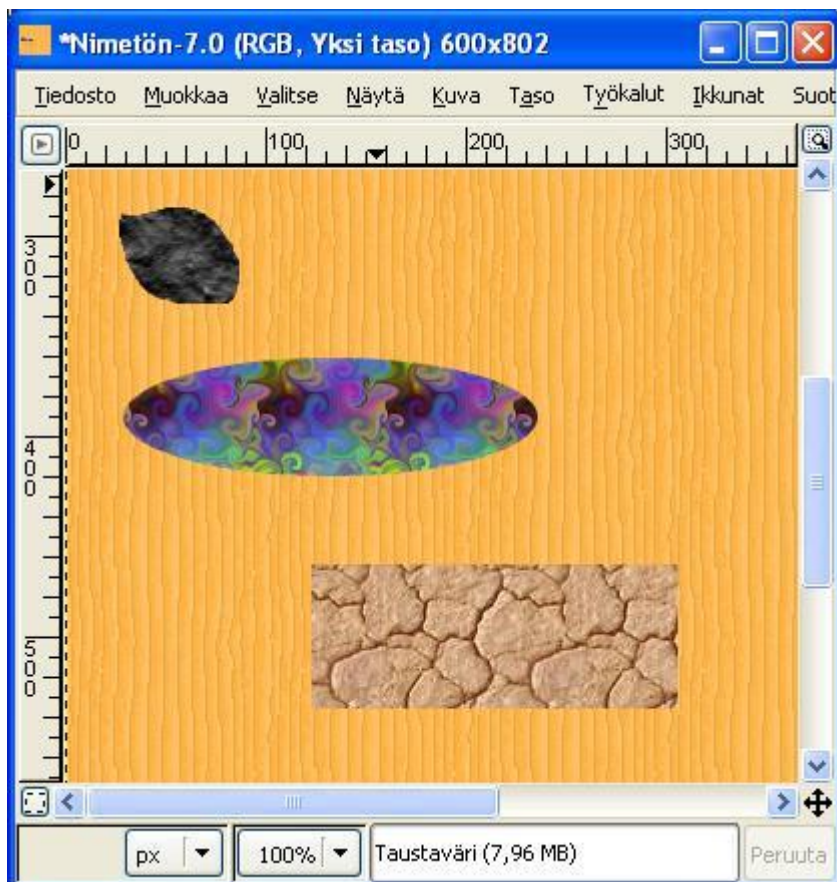 *Nimetön-7.0 (RGB, Yksi taso) 600x802
Tiedosto Muokkaa Valitse Näytä Kuva Taso Työkalut Ikkunat Suot
0 100 200 300
300
400
500
px 100% Taustaväri (7,96 MB) Peruuta